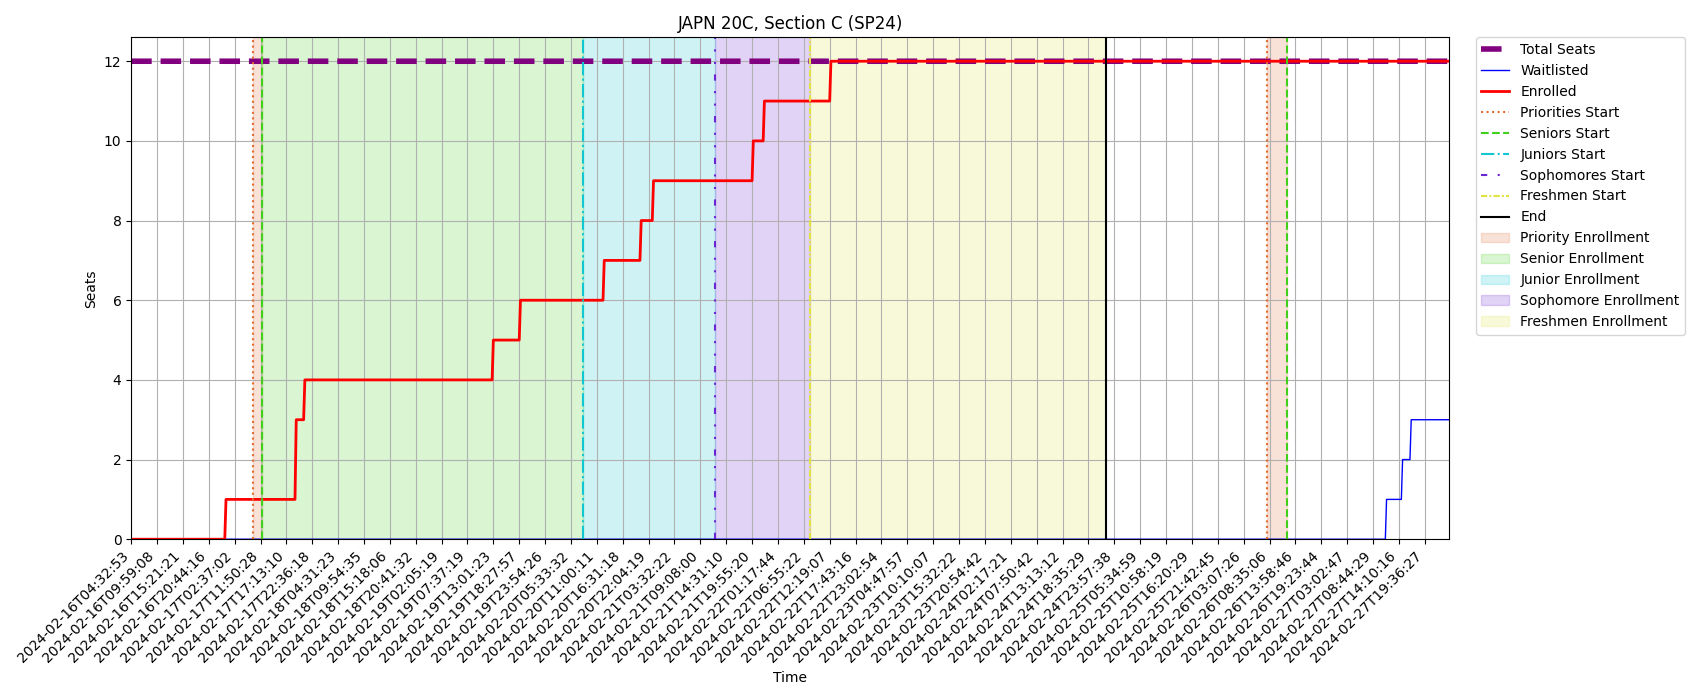 JAPN 20C, Section C (SP24)
Seats
12
10
8
6
4
2
0
2024-02-16T04:32:53
2024-02-16T09:59:08
2024-02-16T15:21:21
2024-02-16T20:44:16
2024-02-17T02:37:02
2024-02-17T11:50:28
2024-02-17T17:13:10
2024-02-17T22:36:18
2024-02-18T04:31:23
2024-02-18T09:54:35
2024-02-18T15:18:06
2024-02-18T20:41:32
2024-02-19T02:05:19
2024-02-19T07:37:19
2024-02-19T13:01:23
2024-02-19T18:27:57
2024-02-19T23:54:26
2024-02-20T05:33:32
2024-02-20T11:00:11
2024-02-20T16:31:18
2024-02-20T22:04:19
2024-02-21T03:32:22
2024-02-21T09:08:00
2024-02-21T14:31:10
2024-02-21T19:55:20
2024-02-22T01:17:44
2024-02-22T06:55:22
2024-02-22T12:19:07
2024-02-22T17:43:16
2024-02-22T23:02:54
2024-02-23T04:47:57
2024-02-23T10:10:07
2024-02-23T15:32:22
2024-02-23T20:54:42
2024-02-24T02:17:21
2024-02-24T07:50:42
2024-02-24T13:13:12
2024-02-24T18:35:29
2024-02-24T23:57:38
2024-02-25T05:34:59
2024-02-25T10:58:19
2024-02-25T16:20:29
2024-02-25T21:42:45
2024-02-26T03:07:26
2024-02-26T08:35:06
2024-02-26T13:58:46
2024-02-26T19:23:44
2024-02-27T03:02:47
2024-02-27T08:44:29
2024-02-27T14:10:16
2024-02-27T19:36:27
Time
Total Seats
Waitlisted
Enrolled
Priorities Start
Seniors Start
Juniors Start
Sophomores Start
Freshmen Start
End
Priority Enrollment
Senior Enrollment
Junior Enrollment
Sophomore Enrollment
Freshmen Enrollment